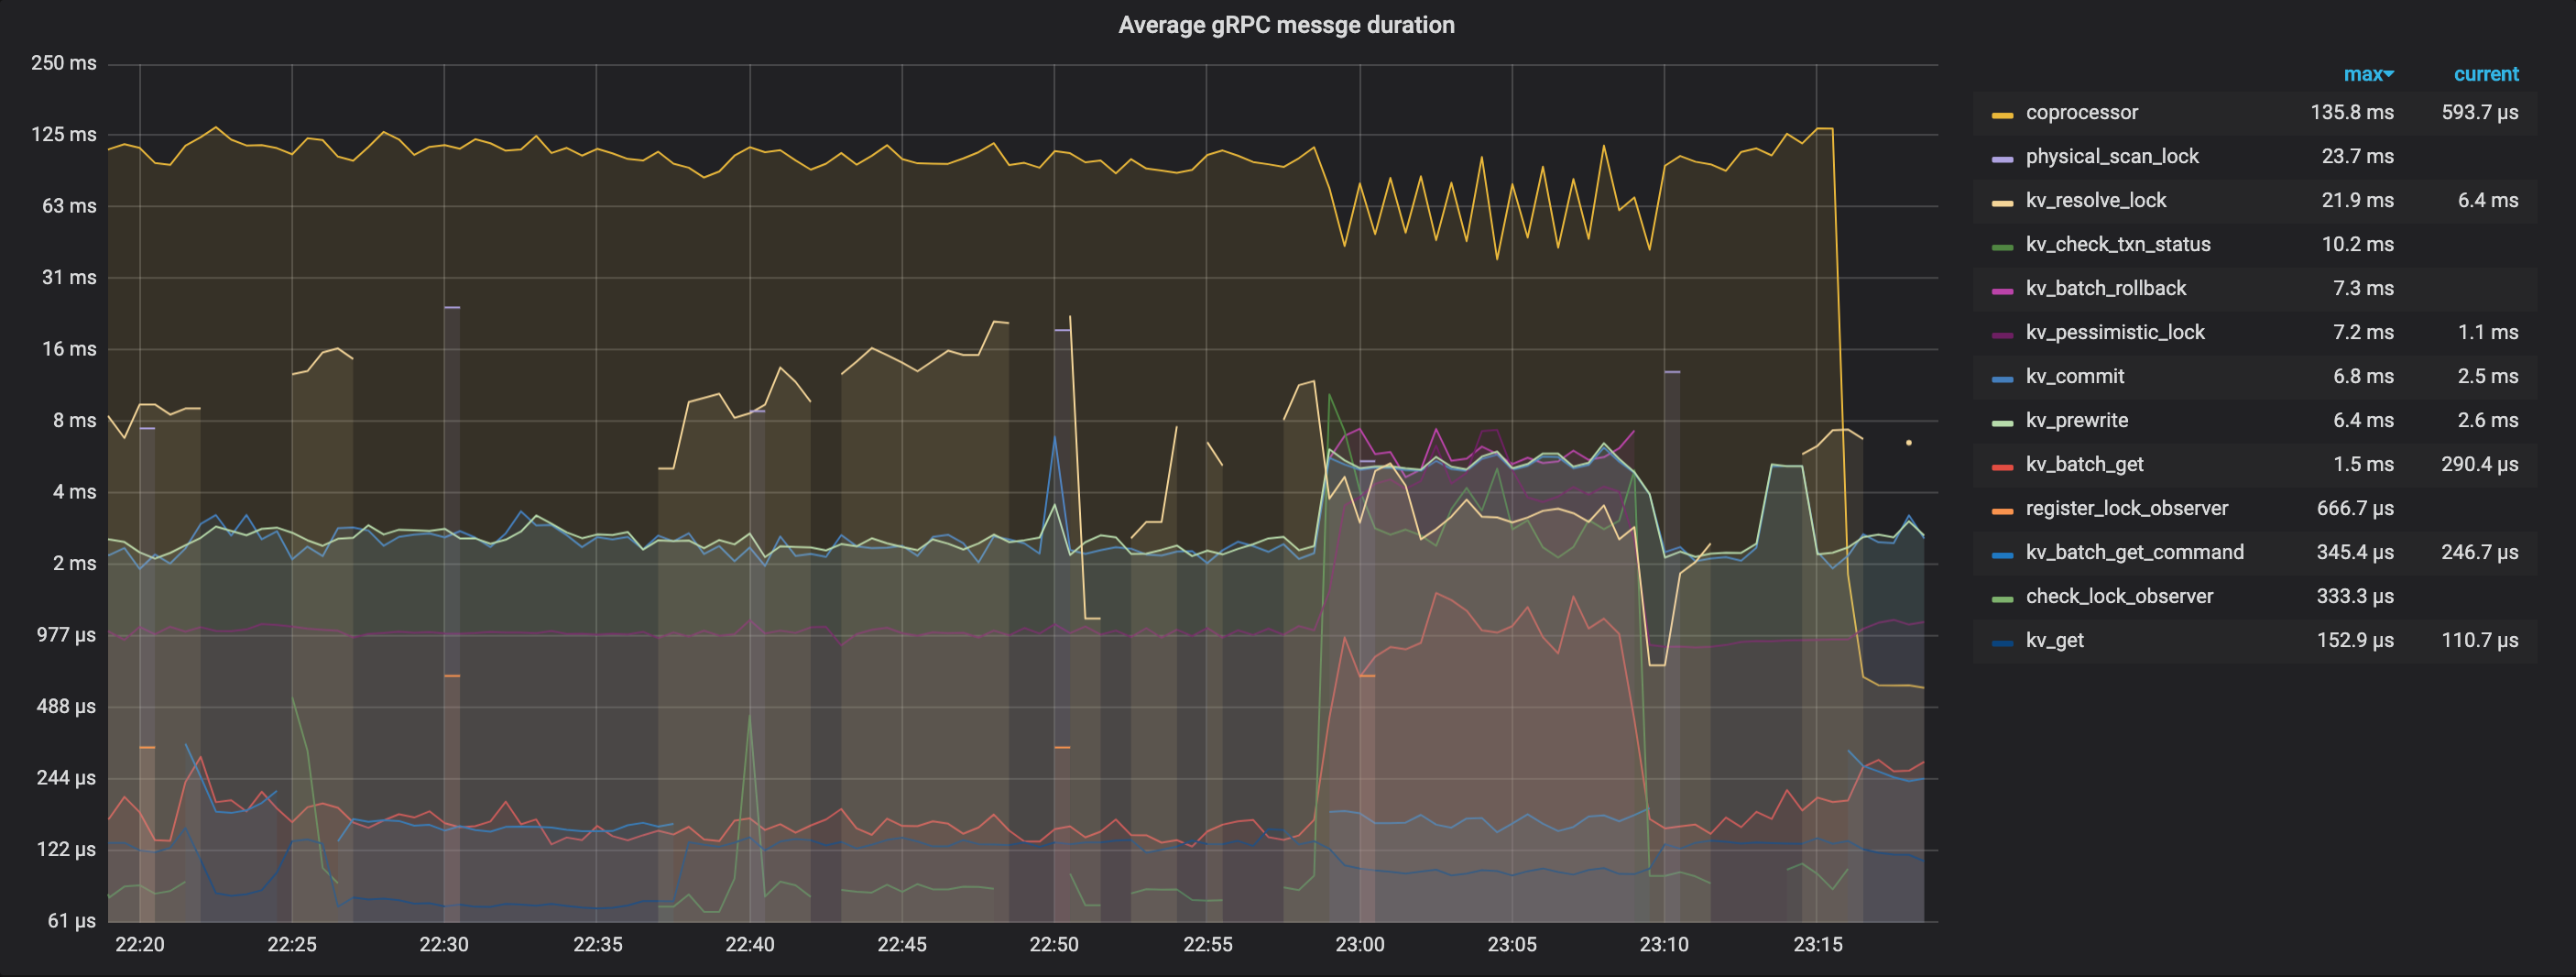 Average gRPC messge duration
250 ms
125 ms
63 ms
31 ms
16 ms
8 ms
4 ms
2 ms
977 µs
488 µs
244 µs
122 µs
61 µs
22:20 22:25 22:30 22:35 22:40 22:45 22:50 22:55 23:00 23:05 23:10 23:15
max current
coprocessor 135.8 ms 593.7 µs
physical_scan_lock 23.7 ms
kv_resolve_lock 21.9 ms 6.4 ms
kv_check_txn_status 10.2 ms
kv_batch_rollback 7.3 ms
kv_pessimistic_lock 7.2 ms 1.1 ms
kv_commit 6.8 ms 2.5 ms
kv_prewrite 6.4 ms 2.6 ms
kv_batch_get 1.5 ms 290.4 µs
register_lock_observer 666.7 µs
kv_batch_get_command 345.4 µs 246.7 µs
check_lock_observer 333.3 µs
kv_get 152.9 µs 110.7 µs